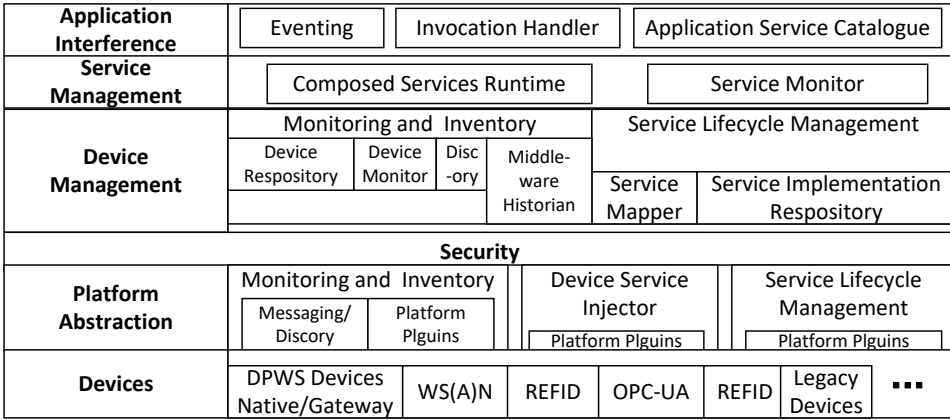 Application
Interference
Eventing
Invocation Handler
Application Service Catalogue
Service
Management
Composed Services Runtime
Service Monitor
Device
Management
Monitoring and Inventory
Device
Respository
Device
Monitor
Disc
-ory
Middle-
ware
Historian
Service Lifecycle Management
Service
Mapper
Service Implementation
Respository
Security
Platform
Abstraction
Monitoring and Inventory
Messaging/
Discory
Platform
Plguins
Device Service
Injector
Platform Plguins
Service Lifecycle
Management
Platform Plguins
Devices
DPWS Devices
Native/Gateway
WS(A)N
REFID
OPC-UA
REFID
Legacy
Devices
...